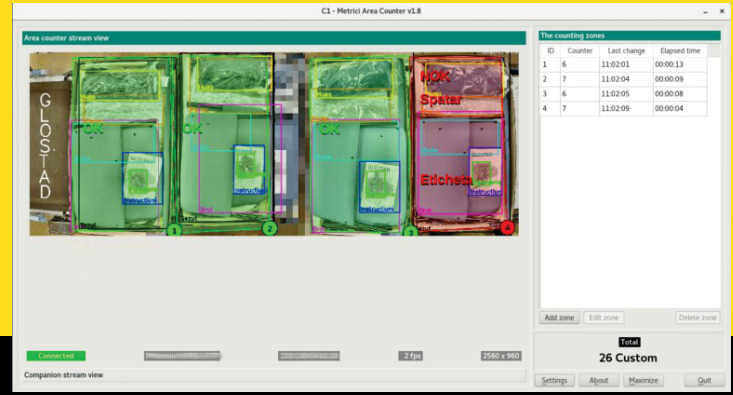 C1 - Metrici Area Counter v1.8
Area counter stream view
GLOSTAD
OK
OK
OK
NOK
Spatar
Eticheta
Instructiuni
Instructiuni
Instructiuni
1
2
3
4
Connected
2 fps
2560 x 960
Companion stream view
The counting zones
ID Counter Last change Elapsed time
1 6 11:02:01 00:00:13
2 7 11:02:04 00:00:09
3 6 11:02:05 00:00:08
4 7 11:02:09 00:00:04
Add zone Edit zone Delete zone
Total
26 Custom
Settings About Maximize Quit